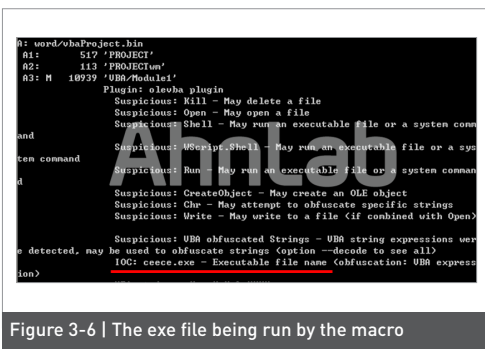 A: word/vbaProject.bin
A1: 517 'PROJECT'
A2: 113 'PROJECTwm'
A3: M 10939 'VBA/Module1'
Plugin: olevba plugin
Suspicious: Kill - May delete a file
Suspicious: Open - May open a file
Suspicious: Shell - May run an executable file or a system comm
and
Suspicious: WScript.Shell - May run an executable file or a sys
tem command
Suspicious: Run - May run an executable file or a system comman
d
Suspicious: CreateObject - May create an OLE object
Suspicious: Chr - May attempt to obfuscate specific strings
Suspicious: Write - May write to a file (if combined with Open)
Suspicious: VBA obfuscated Strings - VBA string expressions wer
e detected, may be used to obfuscate strings (option --decode to see all)
IOC: ceece.exe - Executable file name (obfuscation: VBA express
ion)
AhnLab
Figure 3-6 | The exe file being run by the macro